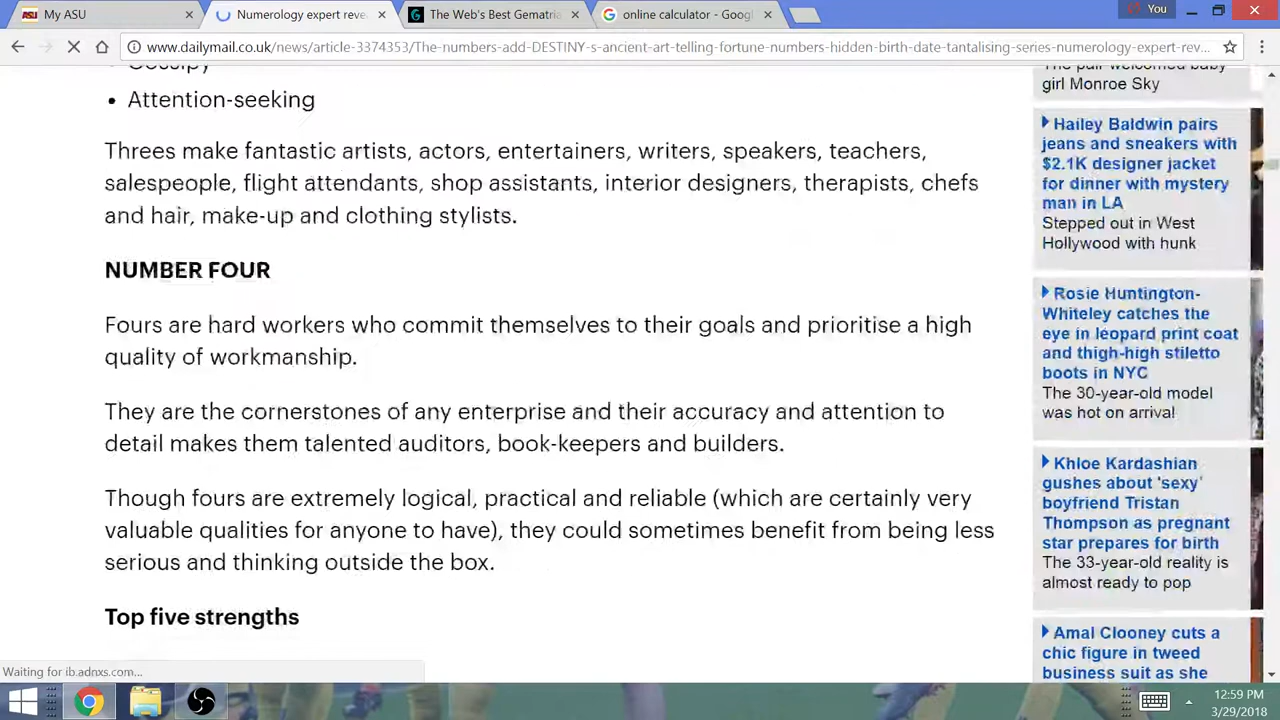 My ASU
Numerology expert reve
The Web's Best Gematria
online calculator - Googl
You
www.dailymail.co.uk/news/article-3374353/The-numbers-add-DESTINY-s-ancient-art-telling-fortune-numbers-hidden-birth-date-tantalising-series-numerology-expert-rev...
Gossipy
• Attention-seeking
Threes make fantastic artists, actors, entertainers, writers, speakers, teachers,
salespeople, flight attendants, shop assistants, interior designers, therapists, chefs
and hair, make-up and clothing stylists.
NUMBER FOUR
Fours are hard workers who commit themselves to their goals and prioritise a high
quality of workmanship.
They are the cornerstones of any enterprise and their accuracy and attention to
detail makes them talented auditors, book-keepers and builders.
Though fours are extremely logical, practical and reliable (which are certainly very
valuable qualities for anyone to have), they could sometimes benefit from being less
serious and thinking outside the box.
Top five strengths
The pair welcomed baby
girl Monroe Sky
Hailey Baldwin pairs
jeans and sneakers with
$2.1K designer jacket
for dinner with mystery
man in LA
Stepped out in West
Hollywood with hunk
Rosie Huntington-
Whiteley catches the
eye in leopard print coat
and thigh-high stiletto
boots in NYC
The 30-year-old model
was hot on arrival
Khloe Kardashian
gushes about 'sexy'
boyfriend Tristan
Thompson as pregnant
star prepares for birth
The 33-year-old reality is
almost ready to pop
Amal Clooney cuts a
chic figure in tweed
business suit as she
Waiting for ib.adnxs.com...
12:59 PM
3/29/2018